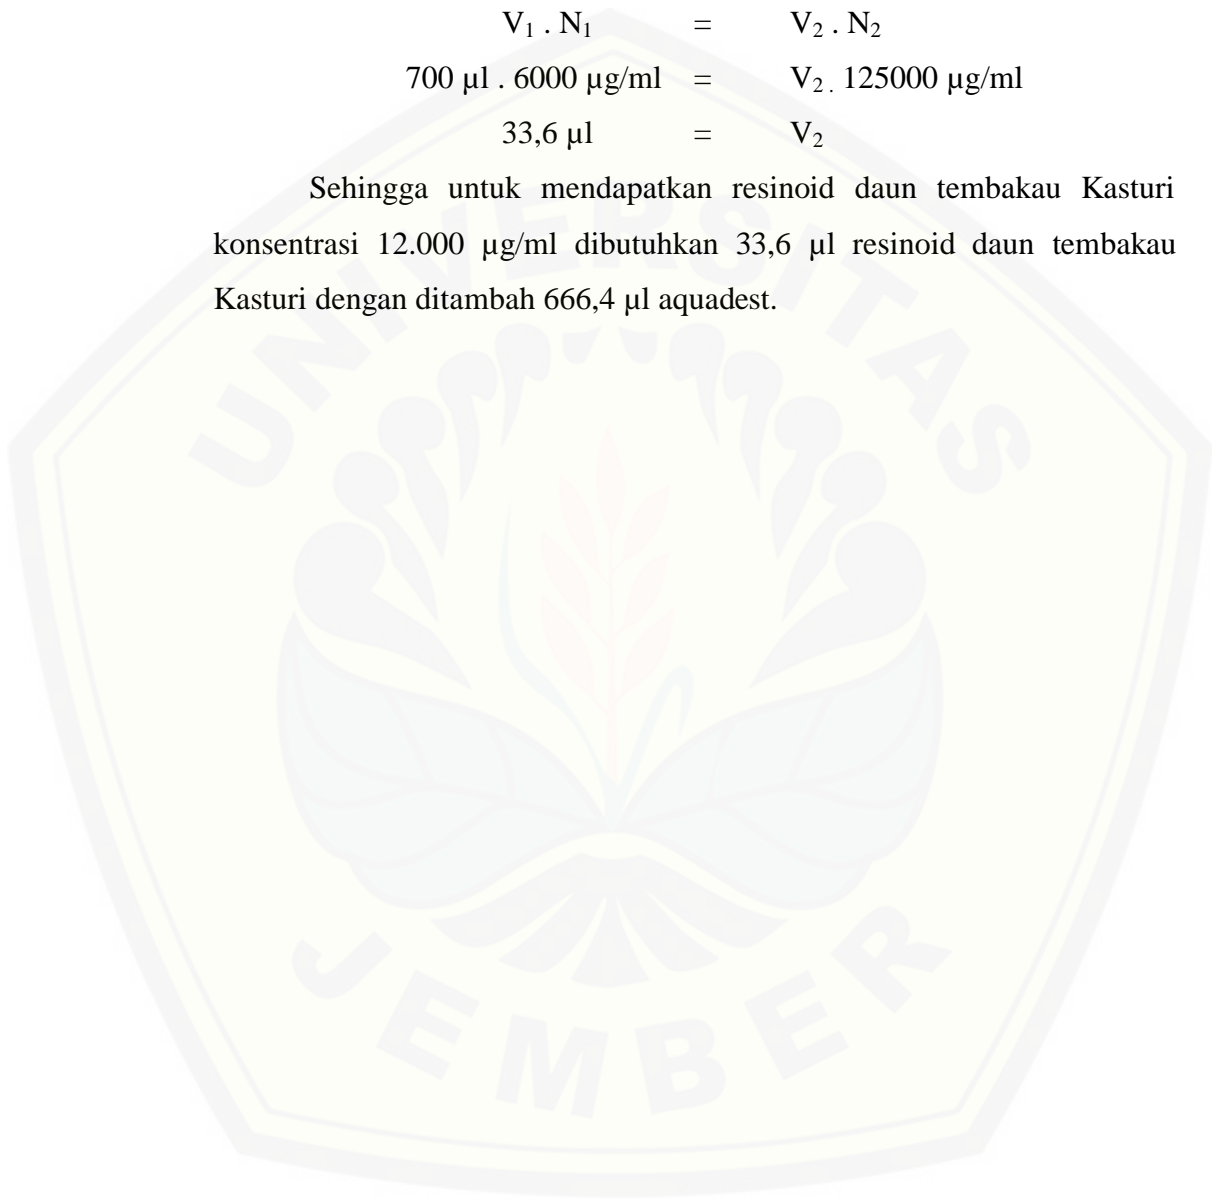 V₁ . N₁ = V₂ . N₂
700 µl . 6000 µg/ml = V₂ . 125000 µg/ml
33,6 µl = V₂
Sehingga untuk mendapatkan resinoid daun tembakau Kasturi
konsentrasi 12.000 µg/ml dibutuhkan 33,6 µl resinoid daun tembakau
Kasturi dengan ditambah 666,4 µl aquadest.
UNIVERSITAS
JEMBER